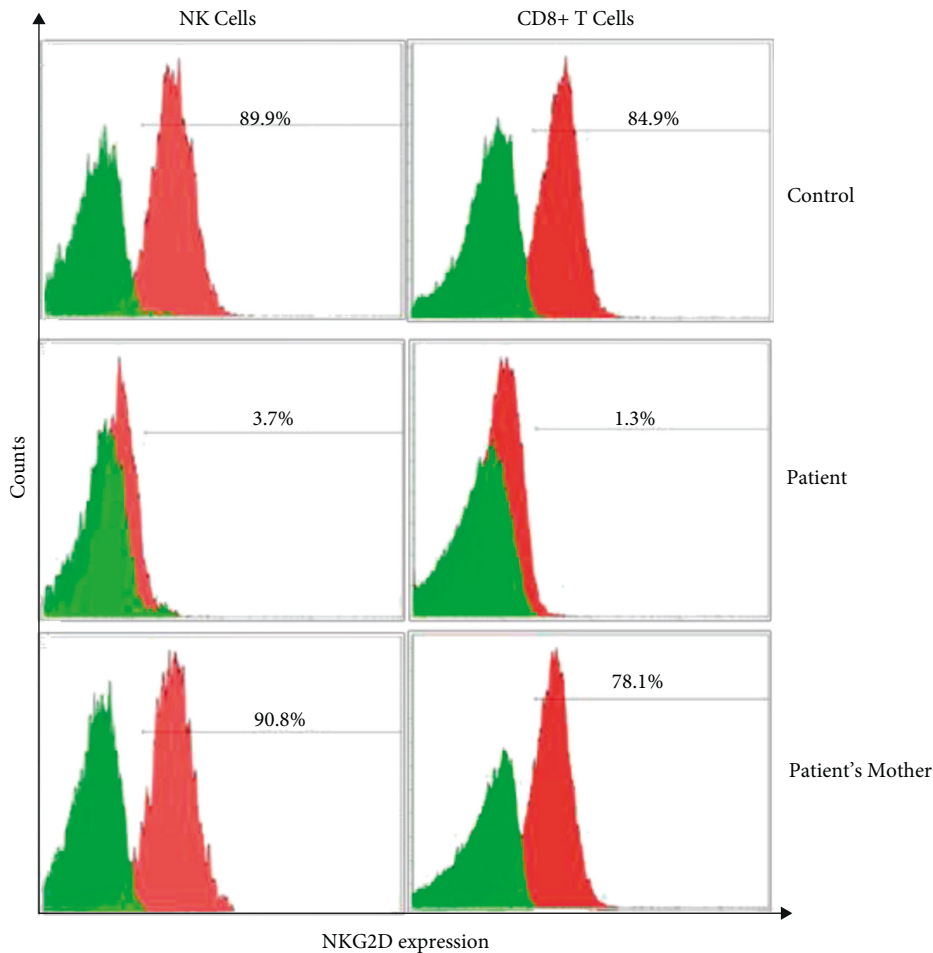 NK Cells
CD8+ T Cells
89.9%
84.9%
Control
3.7%
1.3%
Patient
Counts
90.8%
78.1%
Patient's Mother
NKG2D expression